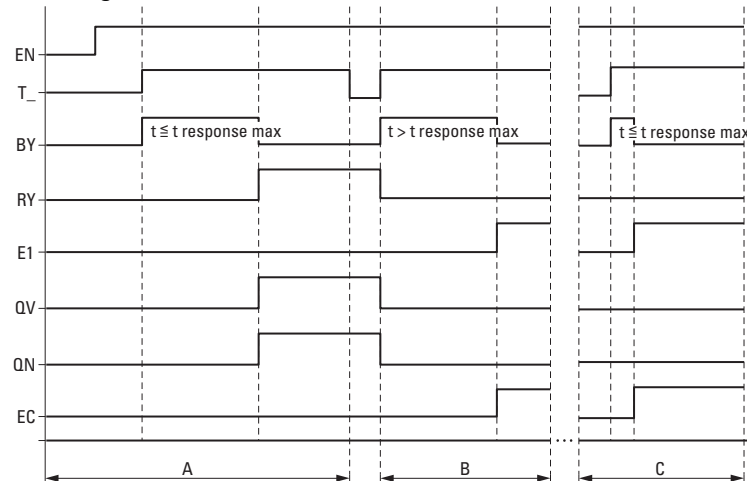 EN
T_
BY t ≦ t response max t > t response max t ≦ t response max
RY
E1
QV
QN
EC
...
A B C